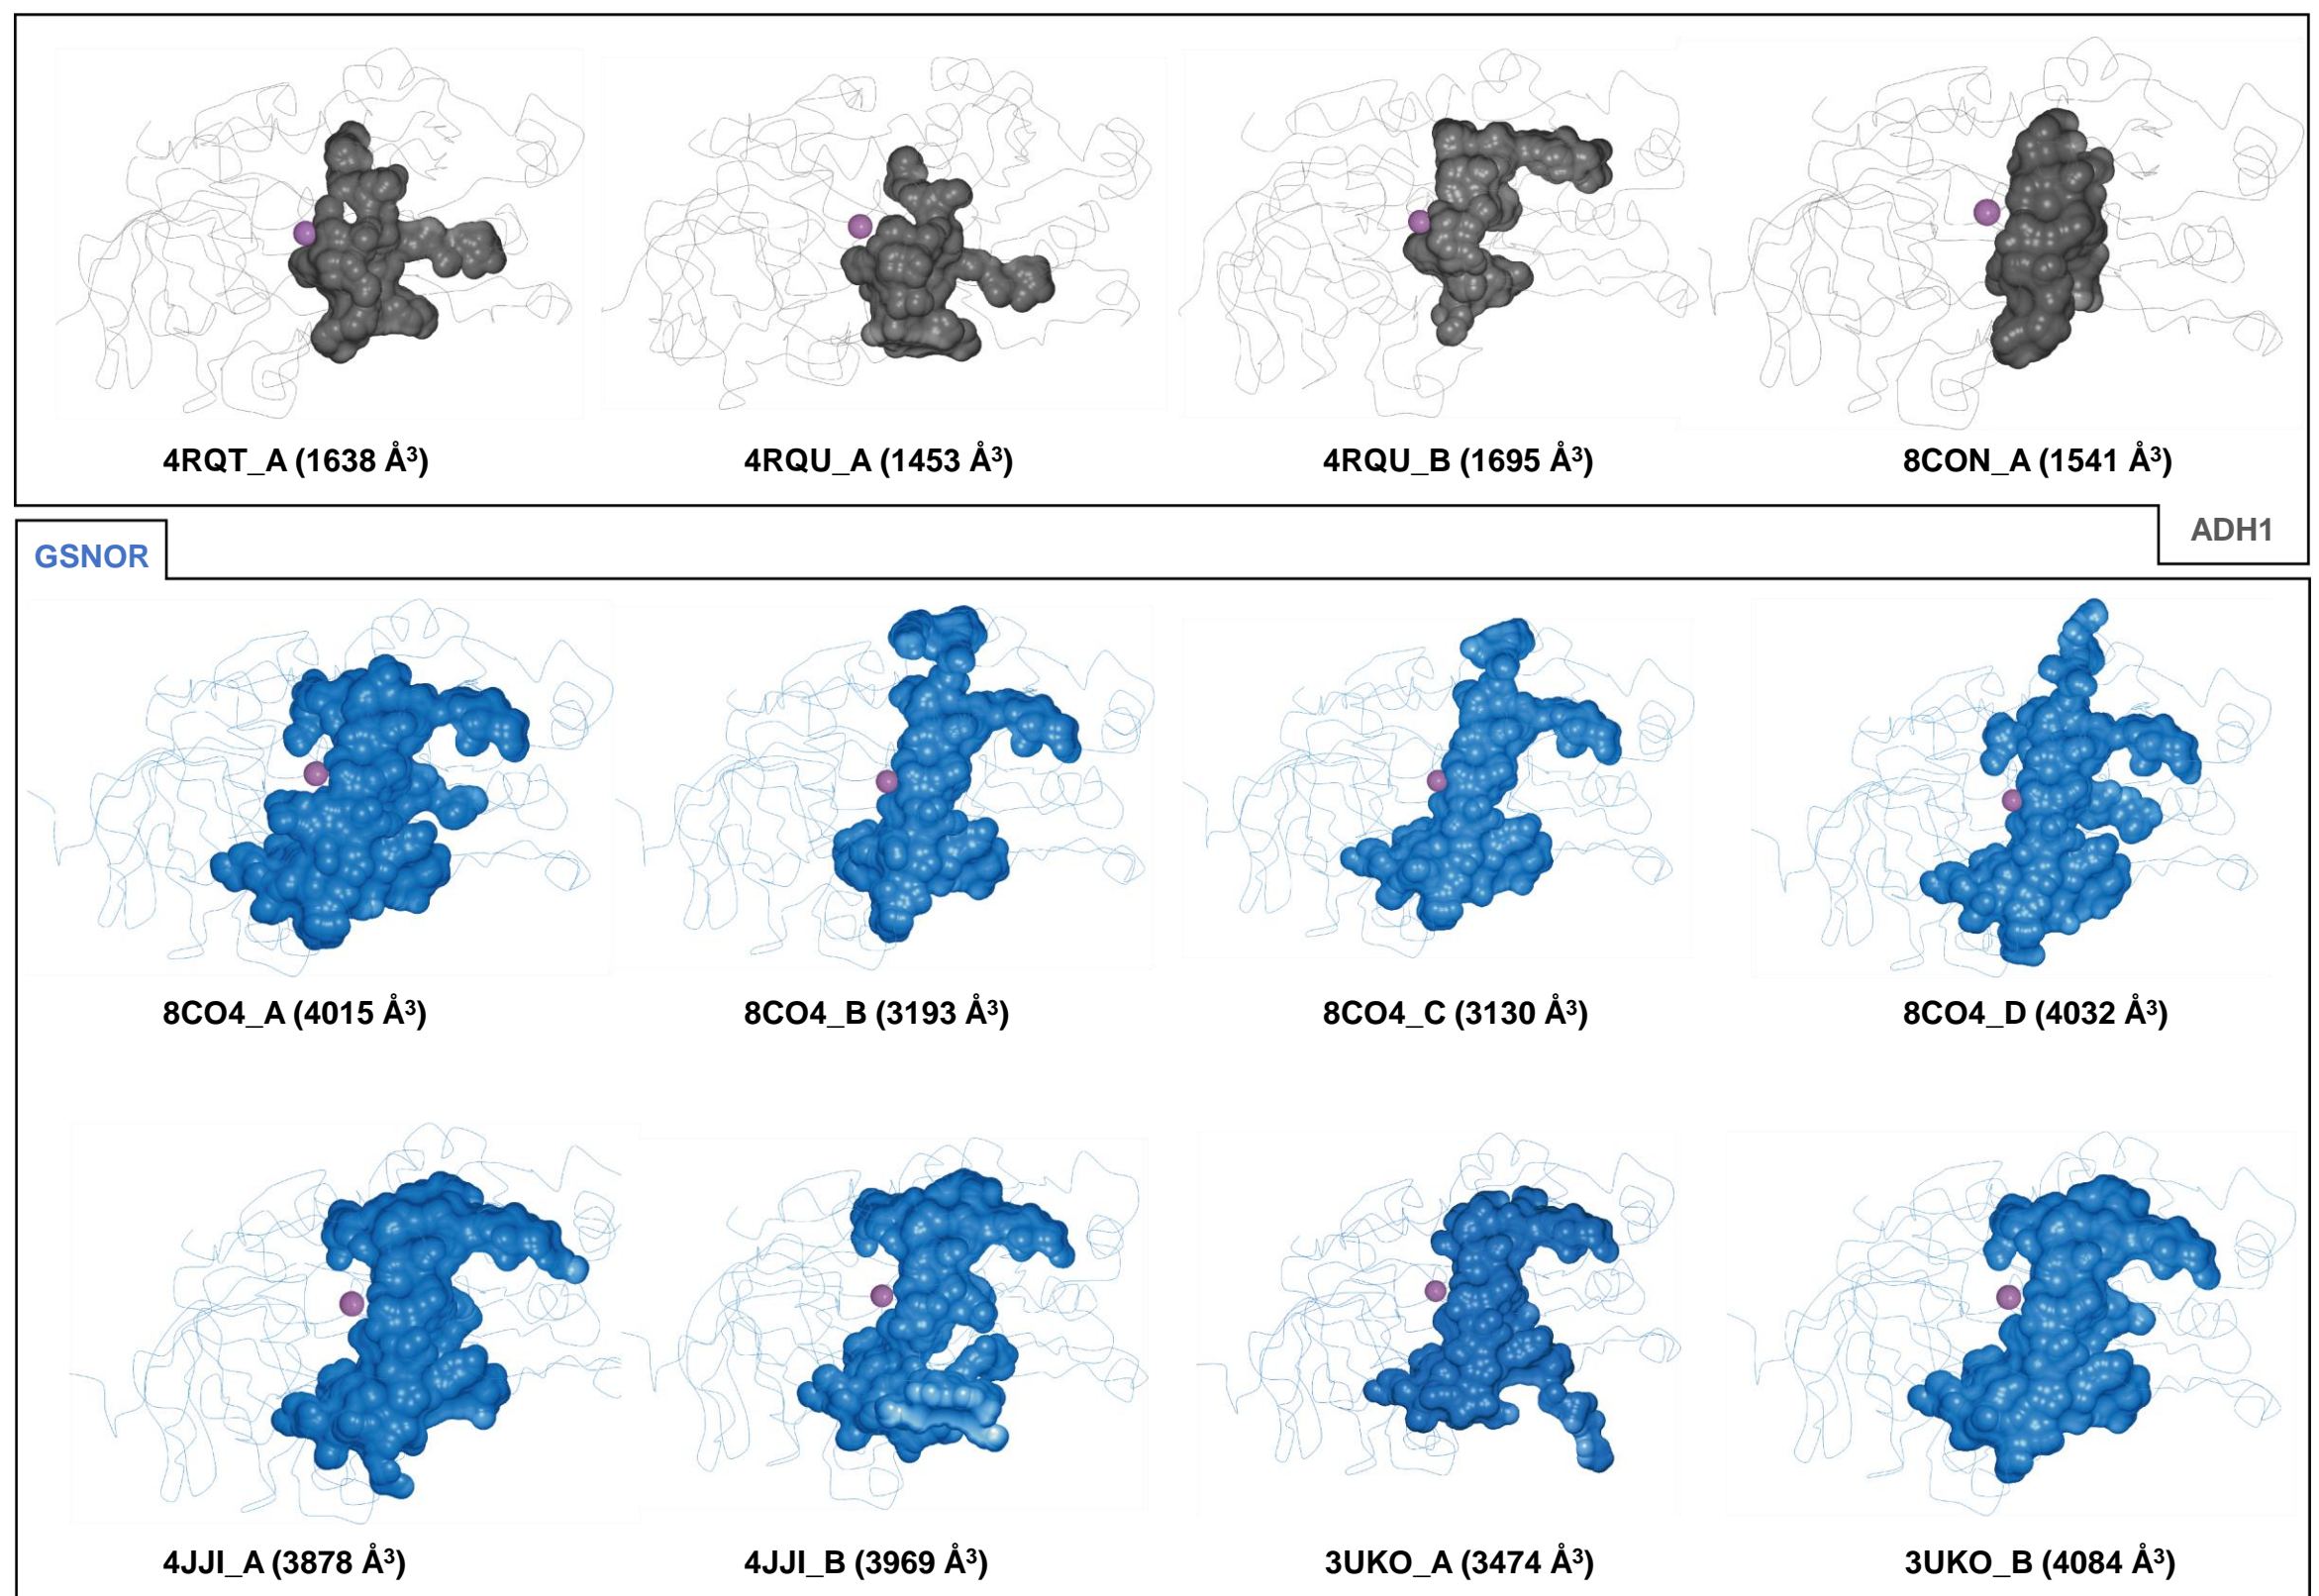 4RQT_A (1638 Å³)
4RQU_A (1453 Å³)
4RQU_B (1695 Å³)
8CON_A (1541 Å³)
ADH1
GSNOR
8CO4_A (4015 Å³)
8CO4_B (3193 Å³)
8CO4_C (3130 Å³)
8CO4_D (4032 Å³)
4JJI_A (3878 Å³)
4JJI_B (3969 Å³)
3UKO_A (3474 Å³)
3UKO_B (4084 Å³)